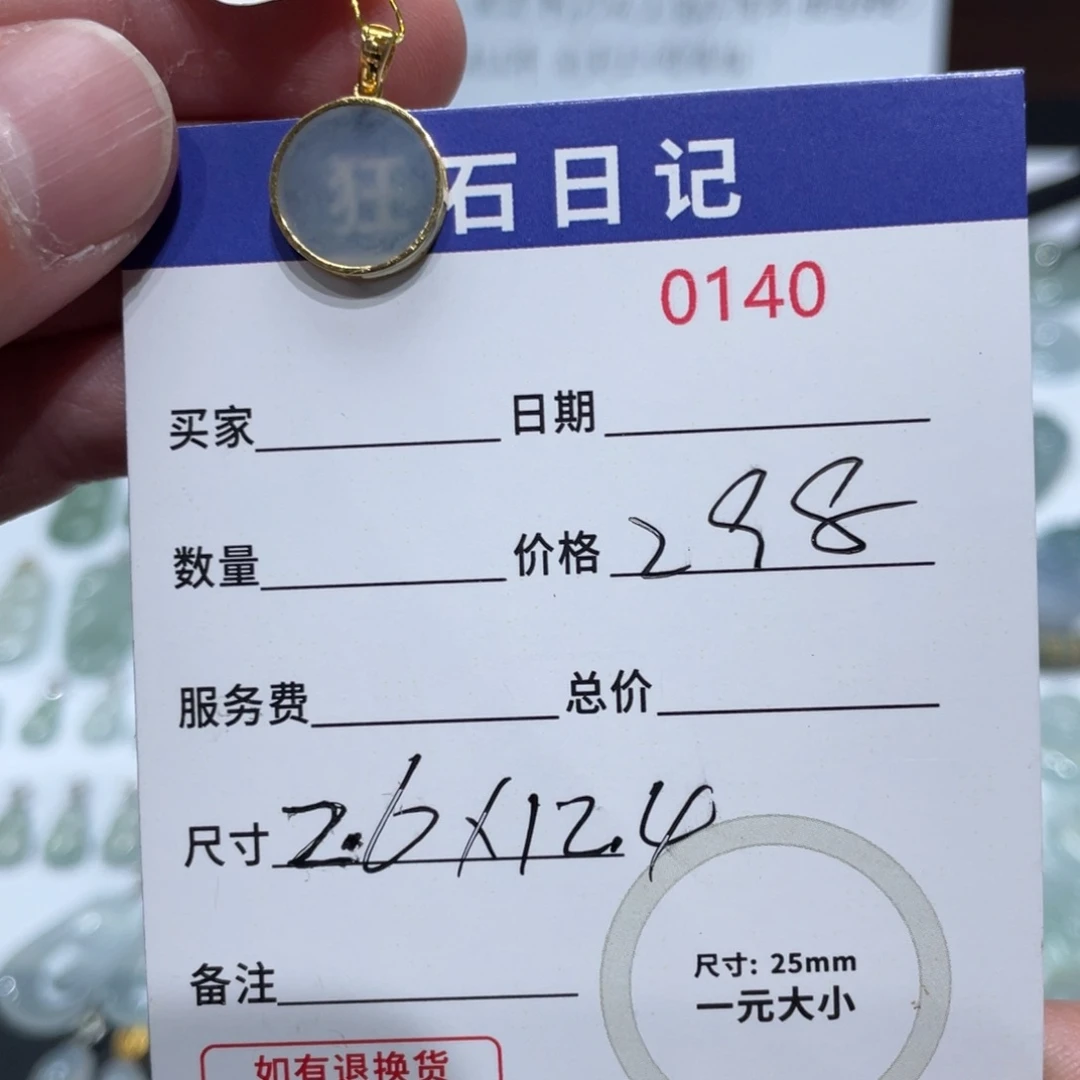 狂石日记
0140
买家 日期
数量 价格 298
服务费 总价
尺寸 2.6x12.4
备注
尺寸: 25mm
一元大小
如有退换货